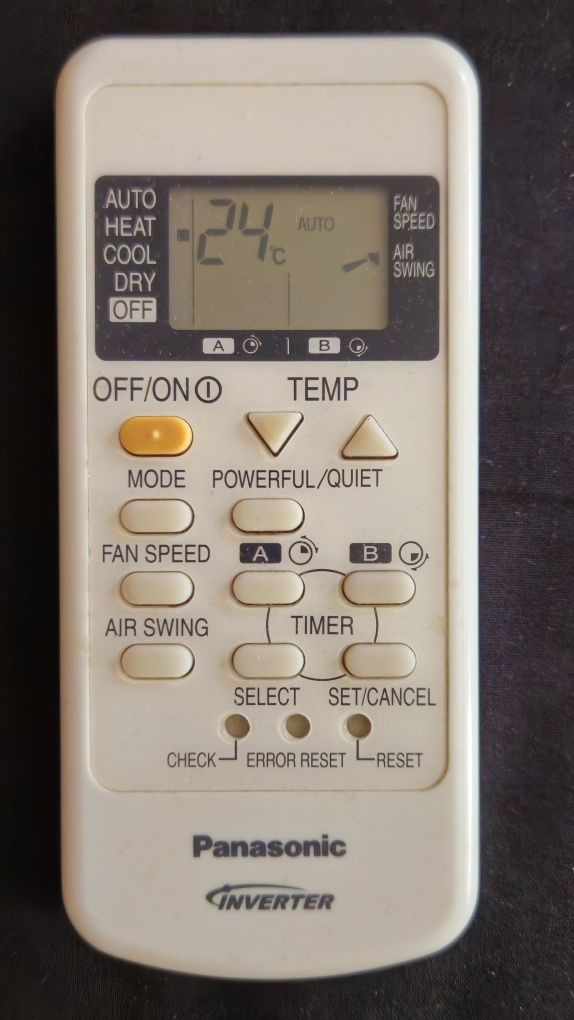 AUTO
HEAT
COOL
DRY
OFF
24°C
AUTO
FAN
SPEED
AIR
SWING
A | B
OFF/ON TEMP
MODE POWERFUL/QUIET
FAN SPEED A B
AIR SWING TIMER
SELECT SET/CANCEL
CHECK ERROR RESET RESET
Panasonic
INVERTER